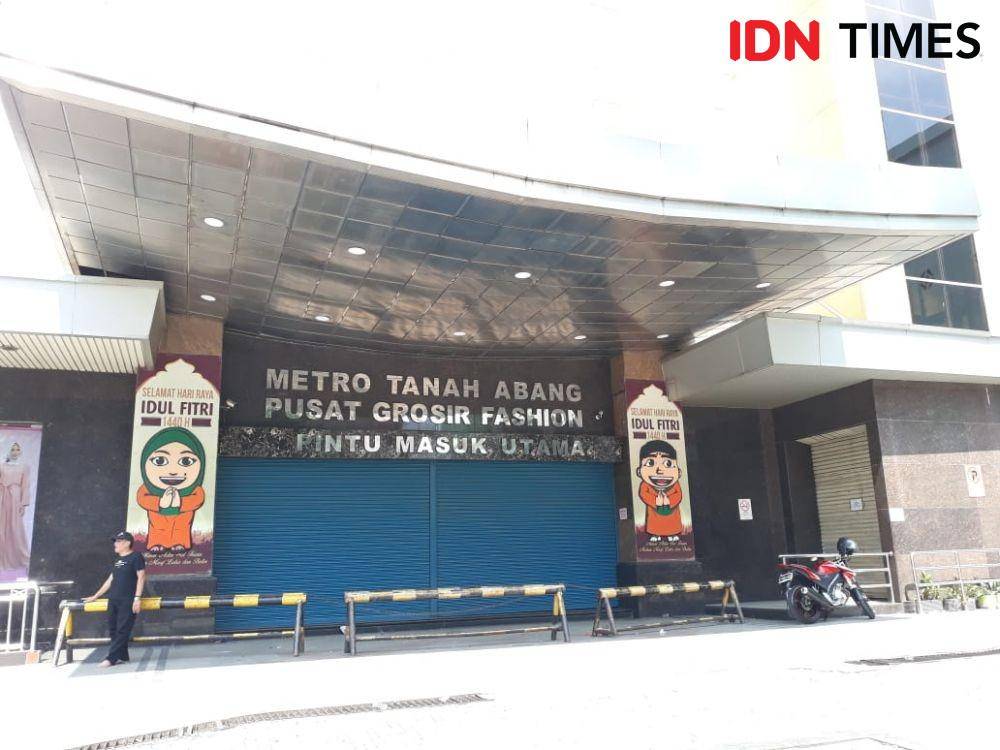 IDN TIMES
METRO TANAH ABANG
PUSAT GROSIR FASHION
PINTU MASUK UTAMA
SELAMAT HARI RAYA
IDUL FITRI
1440 H
SELAMAT HARI RAYA
IDUL FITRI
1440 H